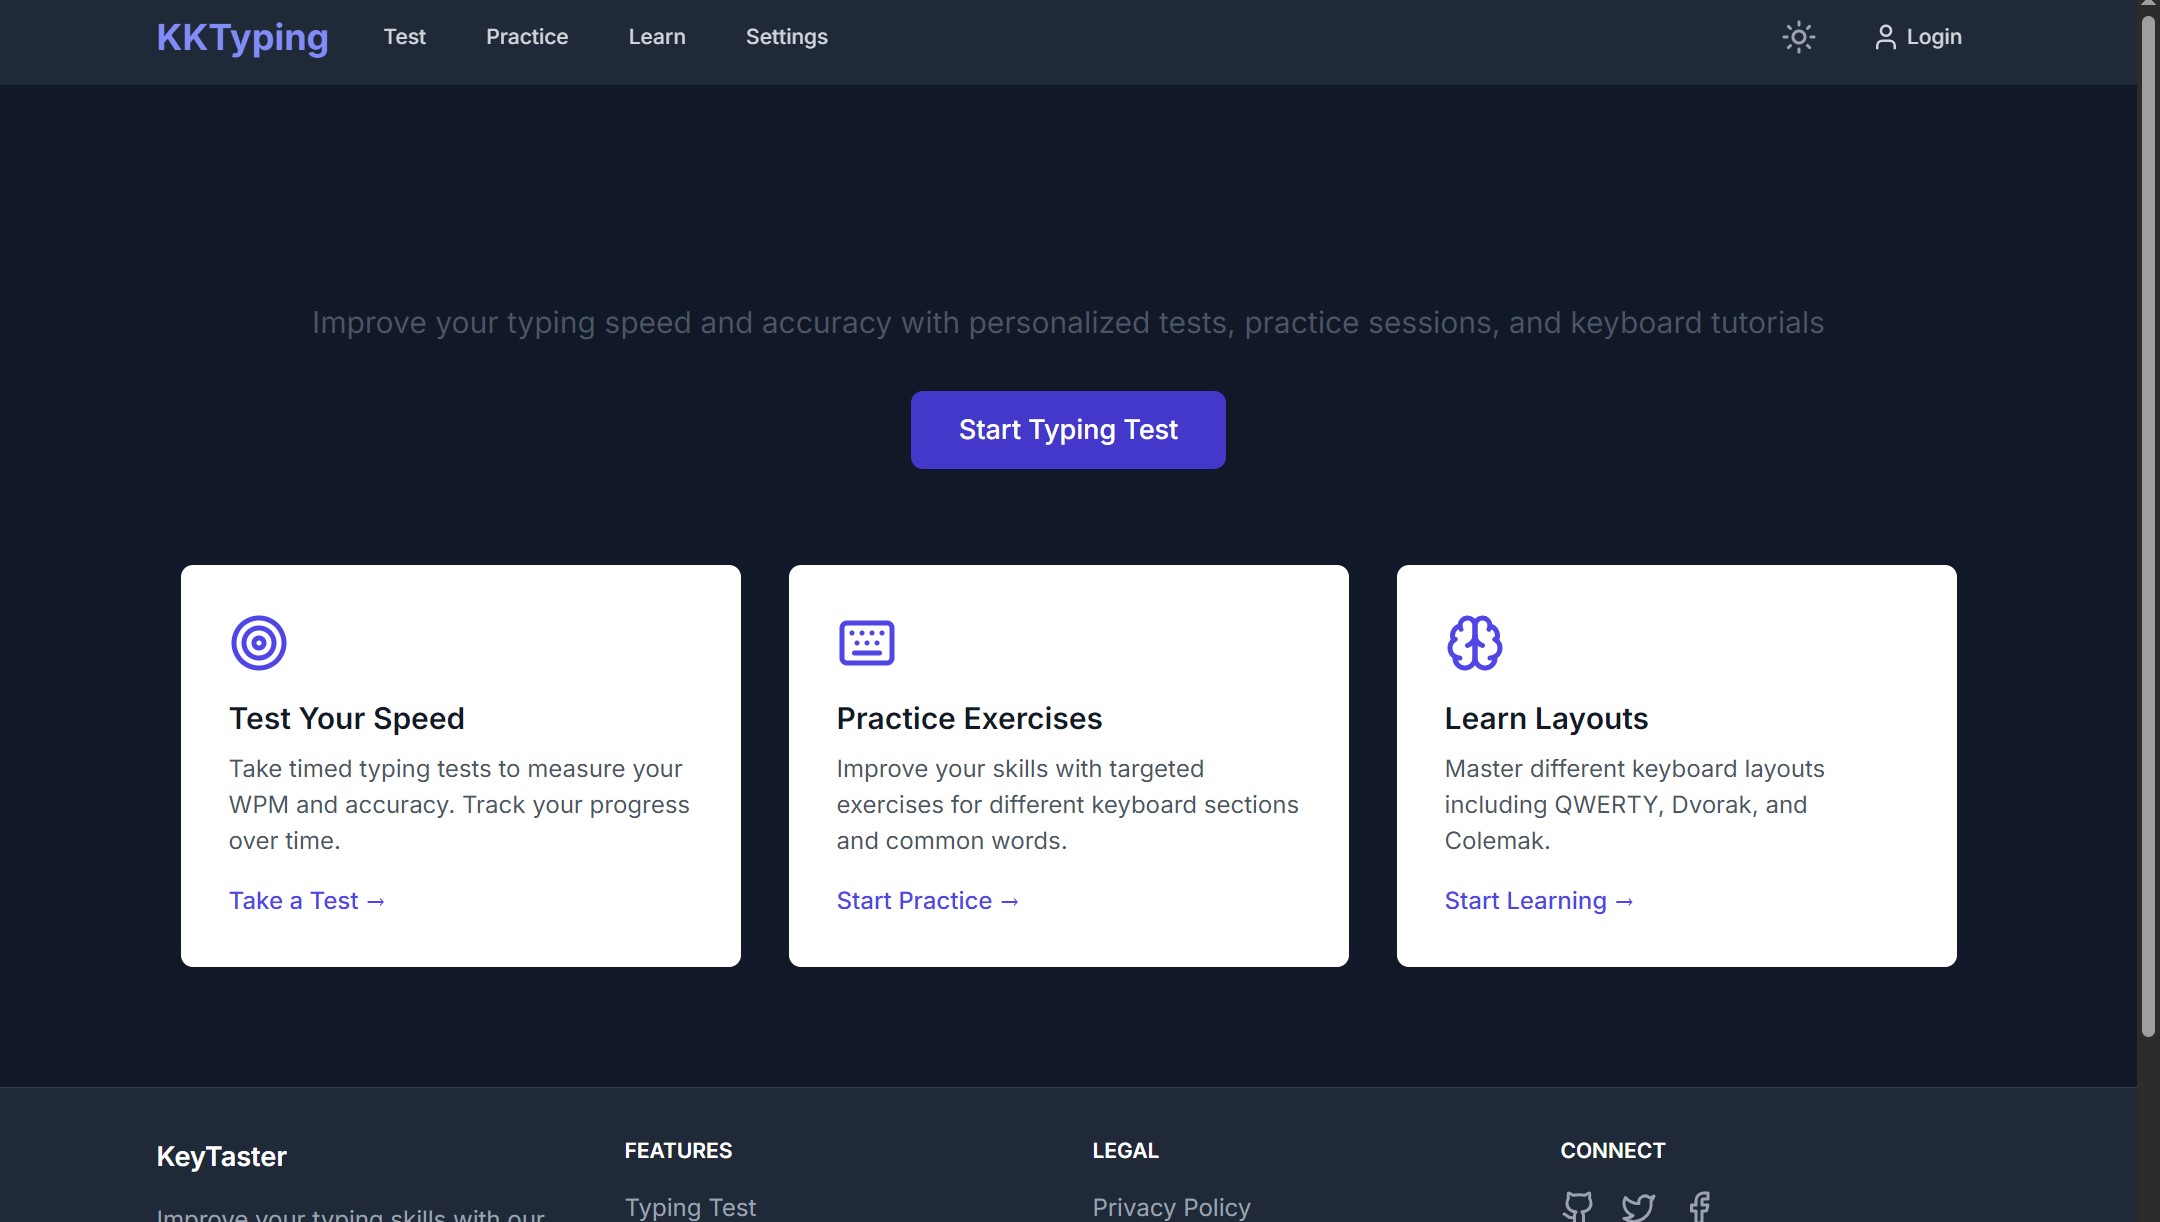 KKTyping
Test
Practice
Learn
Settings
Login
Improve your typing speed and accuracy with personalized tests, practice sessions, and keyboard tutorials
Start Typing Test
Test Your Speed
Take timed typing tests to measure your
WPM and accuracy. Track your progress
over time.
Take a Test →
Practice Exercises
Improve your skills with targeted
exercises for different keyboard sections
and common words.
Start Practice →
Learn Layouts
Master different keyboard layouts
including QWERTY, Dvorak, and
Colemak.
Start Learning →
KeyTaster
Improve your typing skills with our
FEATURES
Typing Test
LEGAL
Privacy Policy
CONNECT